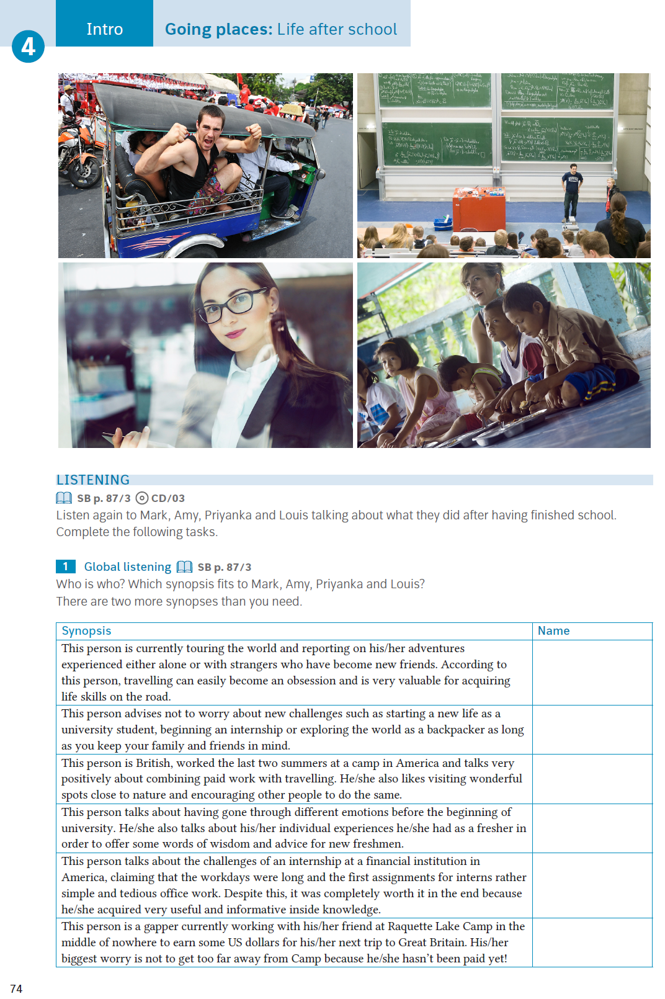 Intro
Going places: Life after school
4
LISTENING
SB p. 87/3 CD/03
Listen again to Mark, Amy, Priyanka and Louis talking about what they did after having finished school.
Complete the following tasks.
1 Global listening SB p. 87/3
Who is who? Which synopsis fits to Mark, Amy, Priyanka and Louis?
There are two more synopses than you need.
Synopsis Name
This person is currently touring the world and reporting on his/her adventures
experienced either alone or with strangers who have become new friends. According to
this person, travelling can easily become an obsession and is very valuable for acquiring
life skills on the road.
This person advises not to worry about new challenges such as starting a new life as a
university student, beginning an internship or exploring the world as a backpacker as long
as you keep your family and friends in mind.
This person is British, worked the last two summers at a camp in America and talks very
positively about combining paid work with travelling. He/she also likes visiting wonderful
spots close to nature and encouraging other people to do the same.
This person talks about having gone through different emotions before the beginning of
university. He/she also talks about his/her individual experiences he/she had as a fresher in
order to offer some words of wisdom and advice for new freshmen.
This person talks about the challenges of an internship at a financial institution in
America, claiming that the workdays were long and the first assignments for interns rather
simple and tedious office work. Despite this, it was completely worth it in the end because
he/she acquired very useful and informative inside knowledge.
This person is a gapper currently working with his/her friend at Raquette Lake Camp in the
middle of nowhere to earn some US dollars for his/her next trip to Great Britain. His/her
biggest worry is not to get too far away from Camp because he/she hasn't been paid yet!
74